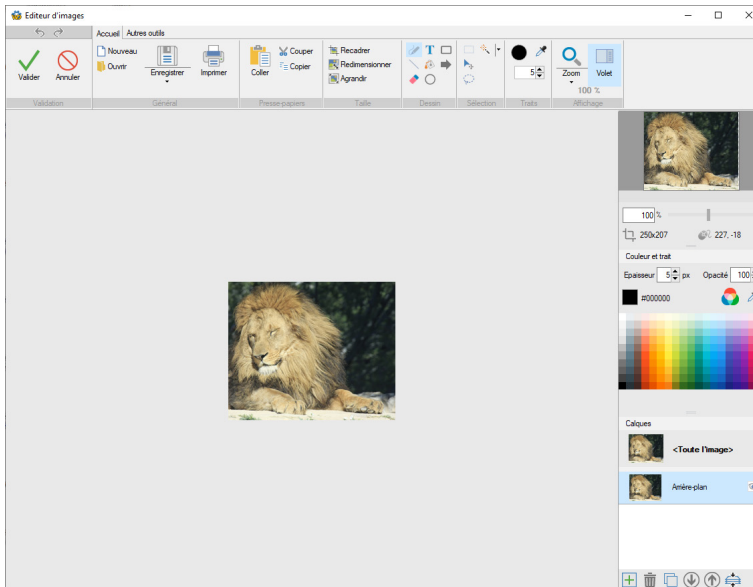 Editeur d'images
Accueil Autres outils
Valider
Annuler
Nouveau
Ouvrir
Enregistrer
Imprimer
Coller
Couper
Copier
Recadrer
Redimensionner
Agrandir
T
5
Zoom
Volet
100 %
Validation
Général
Presse-papiers
Taille
Dessin
Sélection
Traits
Affichage
100 %
250x207
227, -18
Couleur et trait
Epaisseur 5 px Opacité 100
#000000
Calques
<Toute l'image>
Arrière-plan